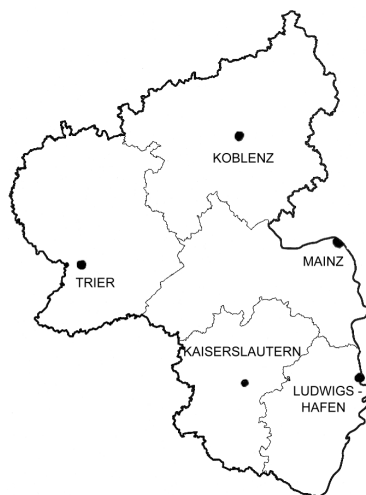 KOBLENZ
MAINZ
TRIER
KAISERSLAUTERN
LUDWIGS -
HAFEN